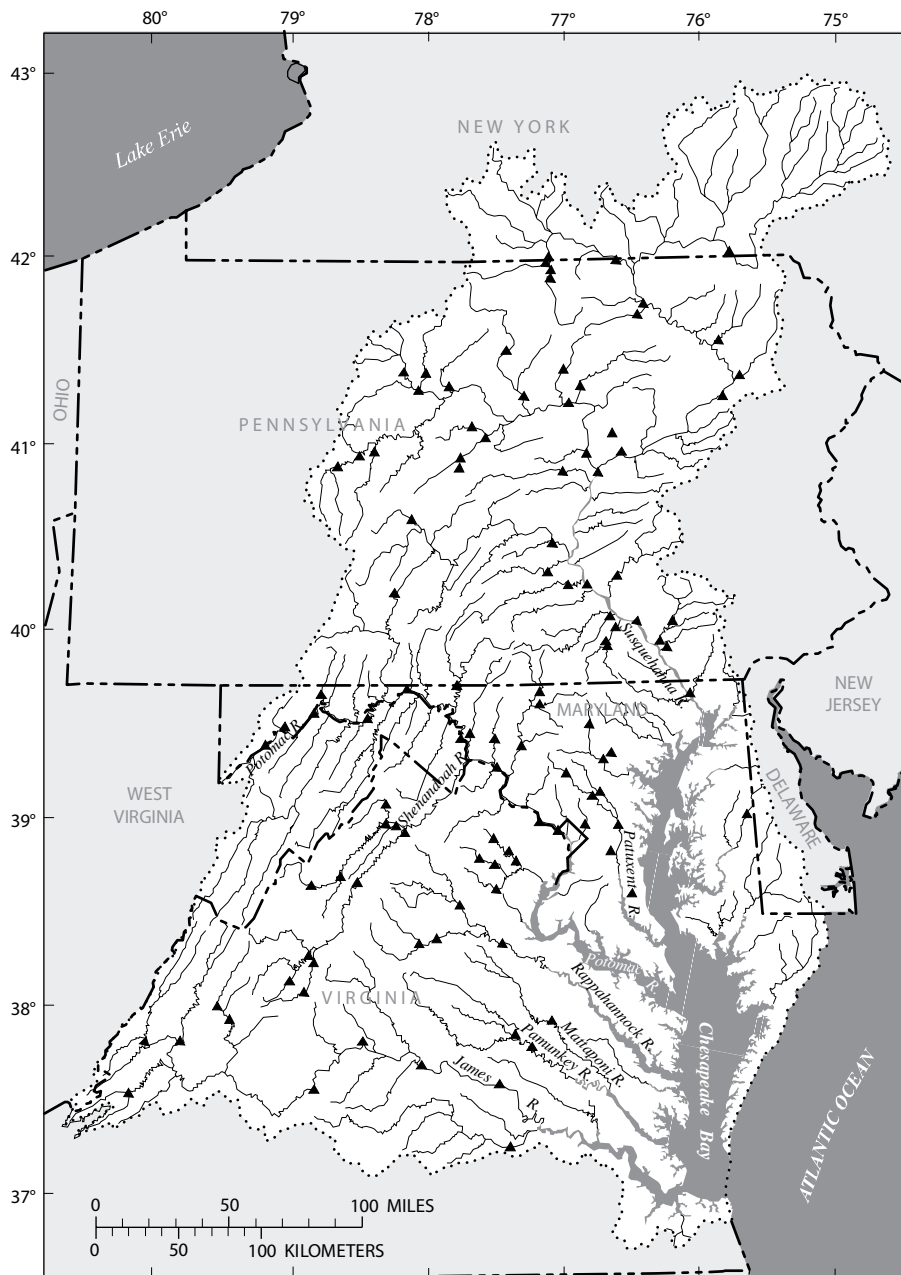 80° 79° 78° 77° 76° 75°
43°
Lake Erie
NEW YORK
42°
OHIO
PENNSYLVANIA
41°
40°
Susquehanna
NEW JERSEY
MARYLAND
Potomac R.
Shenandoah R.
WEST VIRGINIA
DELAWARE
39°
Patuxent R.
Potomac R.
Rappahannock R.
38°
VIRGINIA
Mattaponi R.
Pamunkey R.
Chesapeake Bay
James R.
ATLANTIC OCEAN
37°
0 50 100 MILES
0 50 100 KILOMETERS